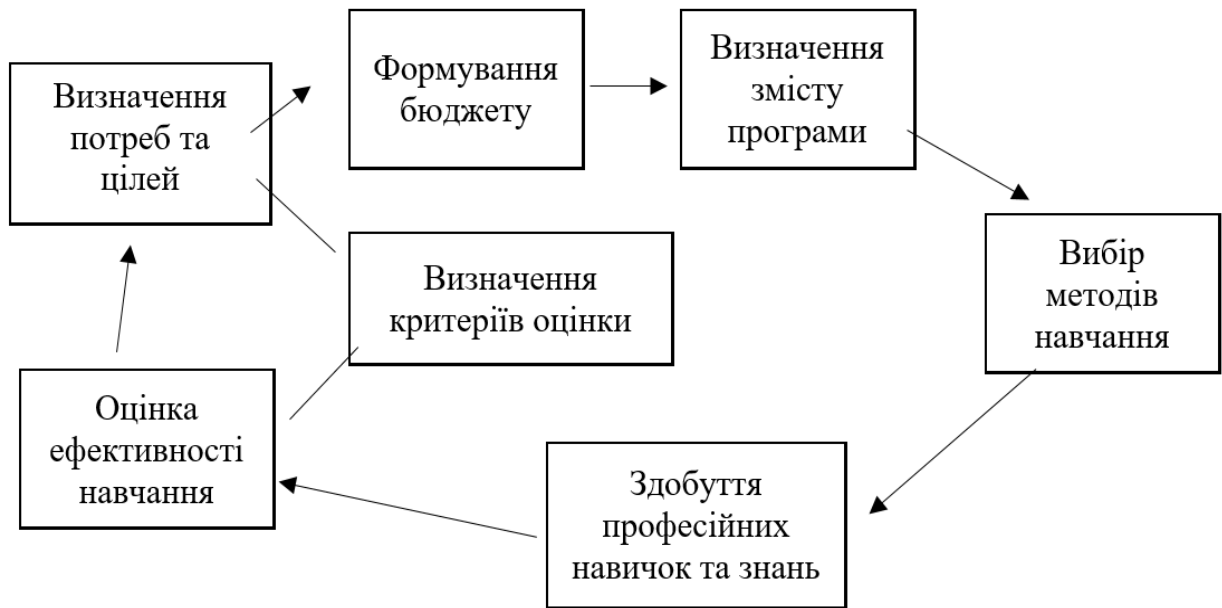 Визначення
потреб та
цілей
Формування
бюджету
Визначення
змісту
програми
Вибір
методів
навчання
Визначення
критеріїв оцінки
Оцінка
ефективності
навчання
Здобуття
професійних
навичок та знань